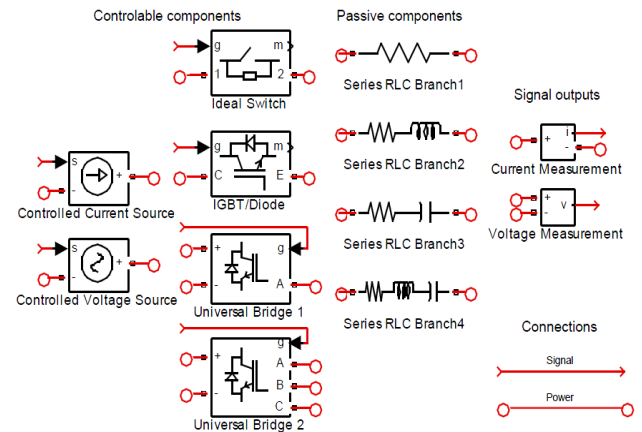 Controlable components
Passive components
g m
1 2
Ideal Switch
Series RLC Branch1
Signal outputs
g m
C E
IGBT/Diode
Series RLC Branch2
+ i
-
Current Measurement
s
- +
Controlled Current Source
+
- v
Voltage Measurement
s
- +
Controlled Voltage Source
g
+
- A
Universal Bridge 1
Series RLC Branch3
Series RLC Branch4
g
+ A
B
- C
Universal Bridge 2
Connections
Signal
Power